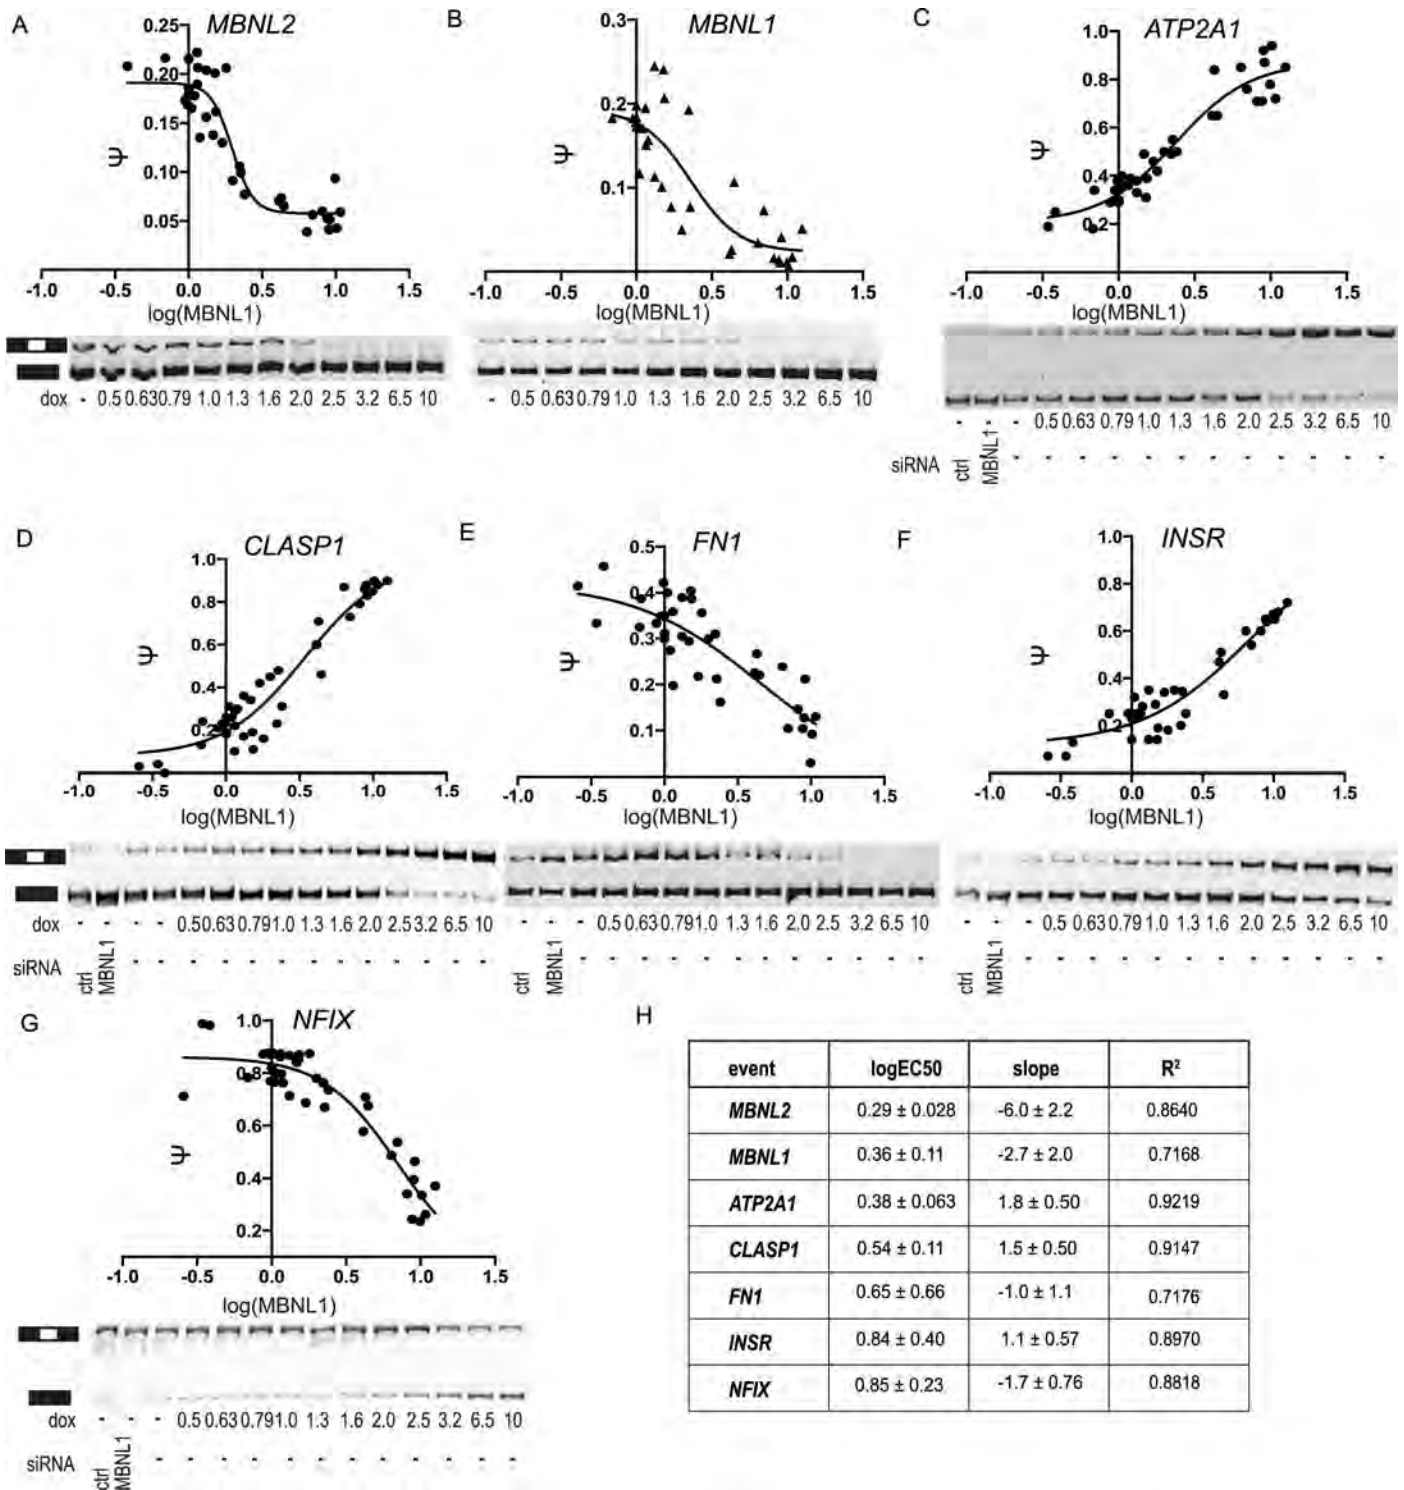 A
MBNL2
0.25
0.20
0.15
0.10
0.05
Ψ
-1.0 -0.5 0.0 0.5 1.0 1.5
log(MBNL1)
dox - 0.5 0.63 0.79 1.0 1.3 1.6 2.0 2.5 3.2 6.5 10
B
MBNL1
0.3
0.2
0.1
Ψ
-1.0 -0.5 0.0 0.5 1.0 1.5
log(MBNL1)
- 0.5 0.63 0.79 1.0 1.3 1.6 2.0 2.5 3.2 6.5 10
C
ATP2A1
1.0
0.8
0.6
0.4
0.2
Ψ
-1.0 -0.5 0.0 0.5 1.0 1.5
log(MBNL1)
- - - 0.5 0.63 0.79 1.0 1.3 1.6 2.0 2.5 3.2 6.5 10
siRNA ctrl MBNL1 - - - - - - - - - - - -
D
CLASP1
1.0
0.8
0.6
0.4
0.2
Ψ
-1.0 -0.5 0.0 0.5 1.0 1.5
log(MBNL1)
dox - - - 0.5 0.63 0.79 1.0 1.3 1.6 2.0 2.5 3.2 6.5 10
siRNA ctrl MBNL1 - - - - - - - - - - - -
E
FN1
0.5
0.4
0.3
0.2
0.1
Ψ
-1.0 -0.5 0.0 0.5 1.0 1.5
log(MBNL1)
- - - 0.5 0.63 0.79 1.0 1.3 1.6 2.0 2.5 3.2 6.5 10
ctrl MBNL1 - - - - - - - - - - - -
F
INSR
1.0
0.8
0.6
0.4
0.2
Ψ
-1.0 -0.5 0.0 0.5 1.0 1.5
log(MBNL1)
- - - 0.5 0.63 0.79 1.0 1.3 1.6 2.0 2.5 3.2 6.5 10
ctrl MBNL1 - - - - - - - - - - - -
G
NFIX
1.0
0.8
0.6
0.4
0.2
Ψ
-1.0 -0.5 0.0 0.5 1.0 1.5
log(MBNL1)
dox - - - 0.5 0.63 0.79 1.0 1.3 1.6 2.0 2.5 3.2 6.5 10
siRNA ctrl MBNL1 - - - - - - - - - - - -
H
event logEC50 slope R²
MBNL2 0.29 ± 0.028 -6.0 ± 2.2 0.8640
MBNL1 0.36 ± 0.11 -2.7 ± 2.0 0.7168
ATP2A1 0.38 ± 0.063 1.8 ± 0.50 0.9219
CLASP1 0.54 ± 0.11 1.5 ± 0.50 0.9147
FN1 0.65 ± 0.66 -1.0 ± 1.1 0.7176
INSR 0.84 ± 0.40 1.1 ± 0.57 0.8970
NFIX 0.85 ± 0.23 -1.7 ± 0.76 0.8818